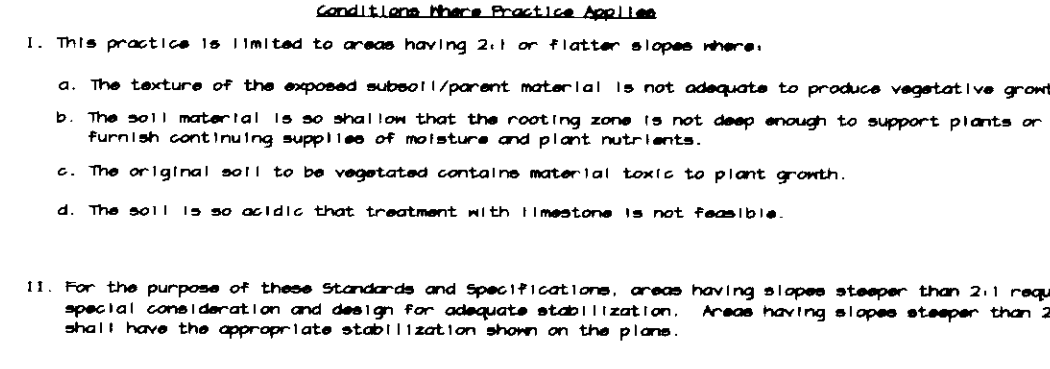 Conditions Where Practice Applies
I. This practice is limited to areas having 2:1 or flatter slopes where:
a. The texture of the exposed subsoil/parent material is not adequate to produce vegetative growt
b. The soil material is so shallow that the rooting zone is not deep enough to support plants or
furnish continuing supplies of moisture and plant nutrients.
c. The original soil to be vegetated contains material toxic to plant growth.
d. The soil is so acidic that treatment with limestone is not feasible.
II. For the purpose of these Standards and Specifications, areas having slopes steeper than 2:1 requ
special consideration and design for adequate stabilization. Areas having slopes steeper than 2
shall have the appropriate stabilization shown on the plans.